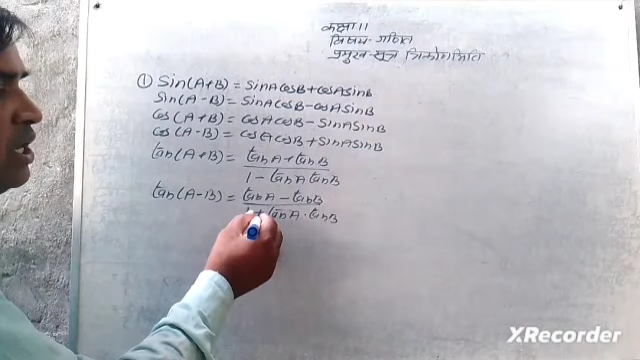 कक्षा 11
विषय - गणित
प्रमुख-सूत्र त्रिकोणमिति
① Sin(A+B) = SinA cosB + cosA sinB
Sin(A-B) = SinA cosB - cosA sinB
cos(A+B) = cosA cosB - sinA sinB
cos(A-B) = cosA cosB + sinA sinB
tan(A+B) = tanA + tanB
1 - tanA tanB
tan(A-B) = tanA - tanB
1 + tanA . tanB
XRecorder